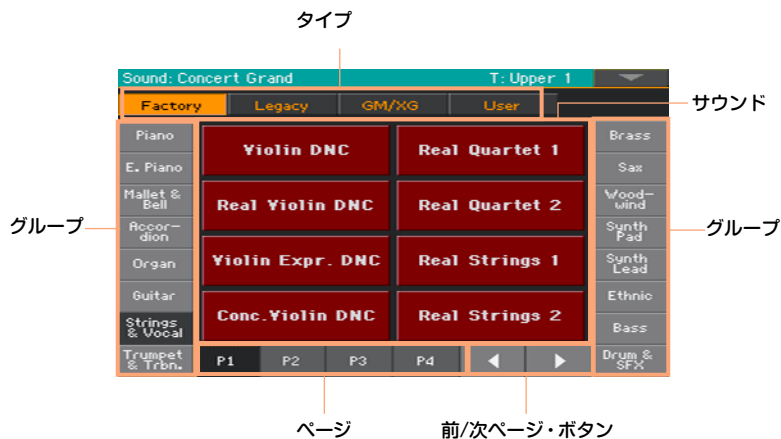 タイプ
Sound: Concert Grand T: Upper 1
Factory Legacy GM/XG User
サウンド
グループ
Piano
E. Piano
Mallet &
Bell
Accor-
dion
Organ
Guitar
Strings
& Vocal
Trumpet
& Trbn.
Violin DNC
Real Quartet 1
Real Violin DNC
Real Quartet 2
Violin Expr. DNC
Real Strings 1
Conc.Violin DNC
Real Strings 2
Brass
Sax
Wood-
wind
Synth
Pad
Synth
Lead
Ethnic
Bass
Drum &
SFX
グループ
P1 P2 P3 P4
ページ
前/次ページ・ボタン